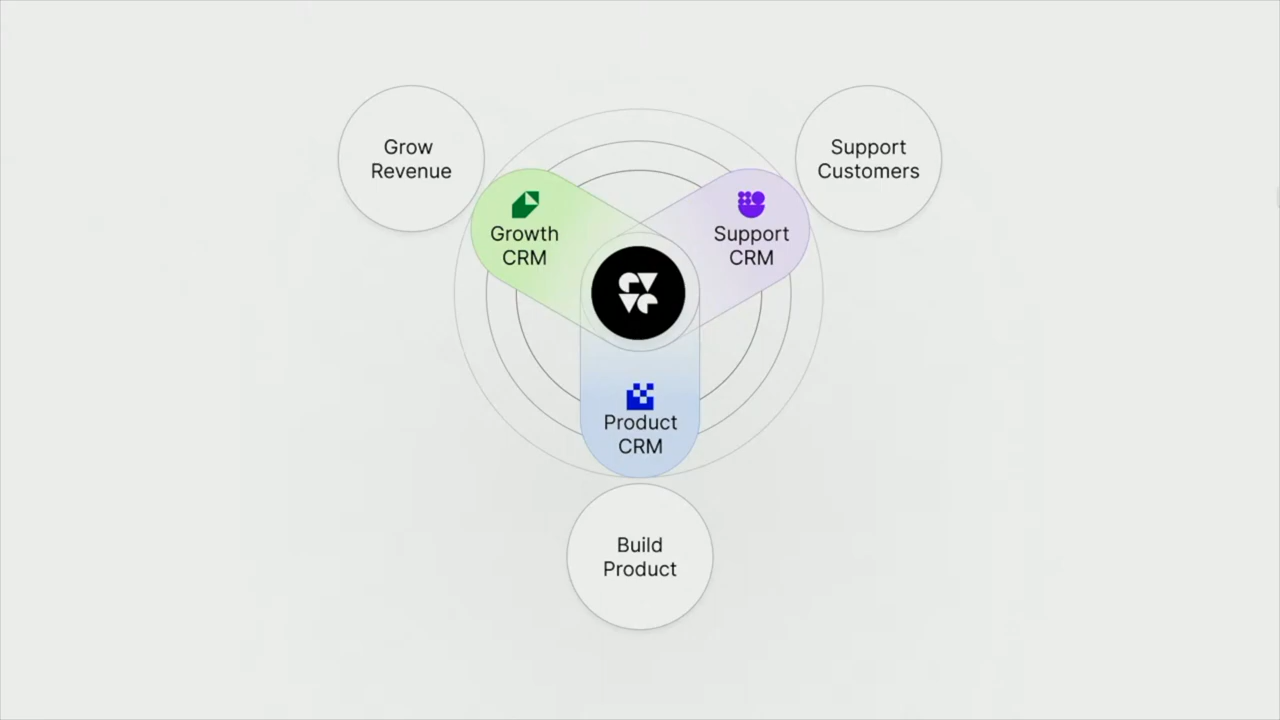 Grow
Revenue
Support
Customers
Growth
CRM
Support
CRM
Product
CRM
Build
Product